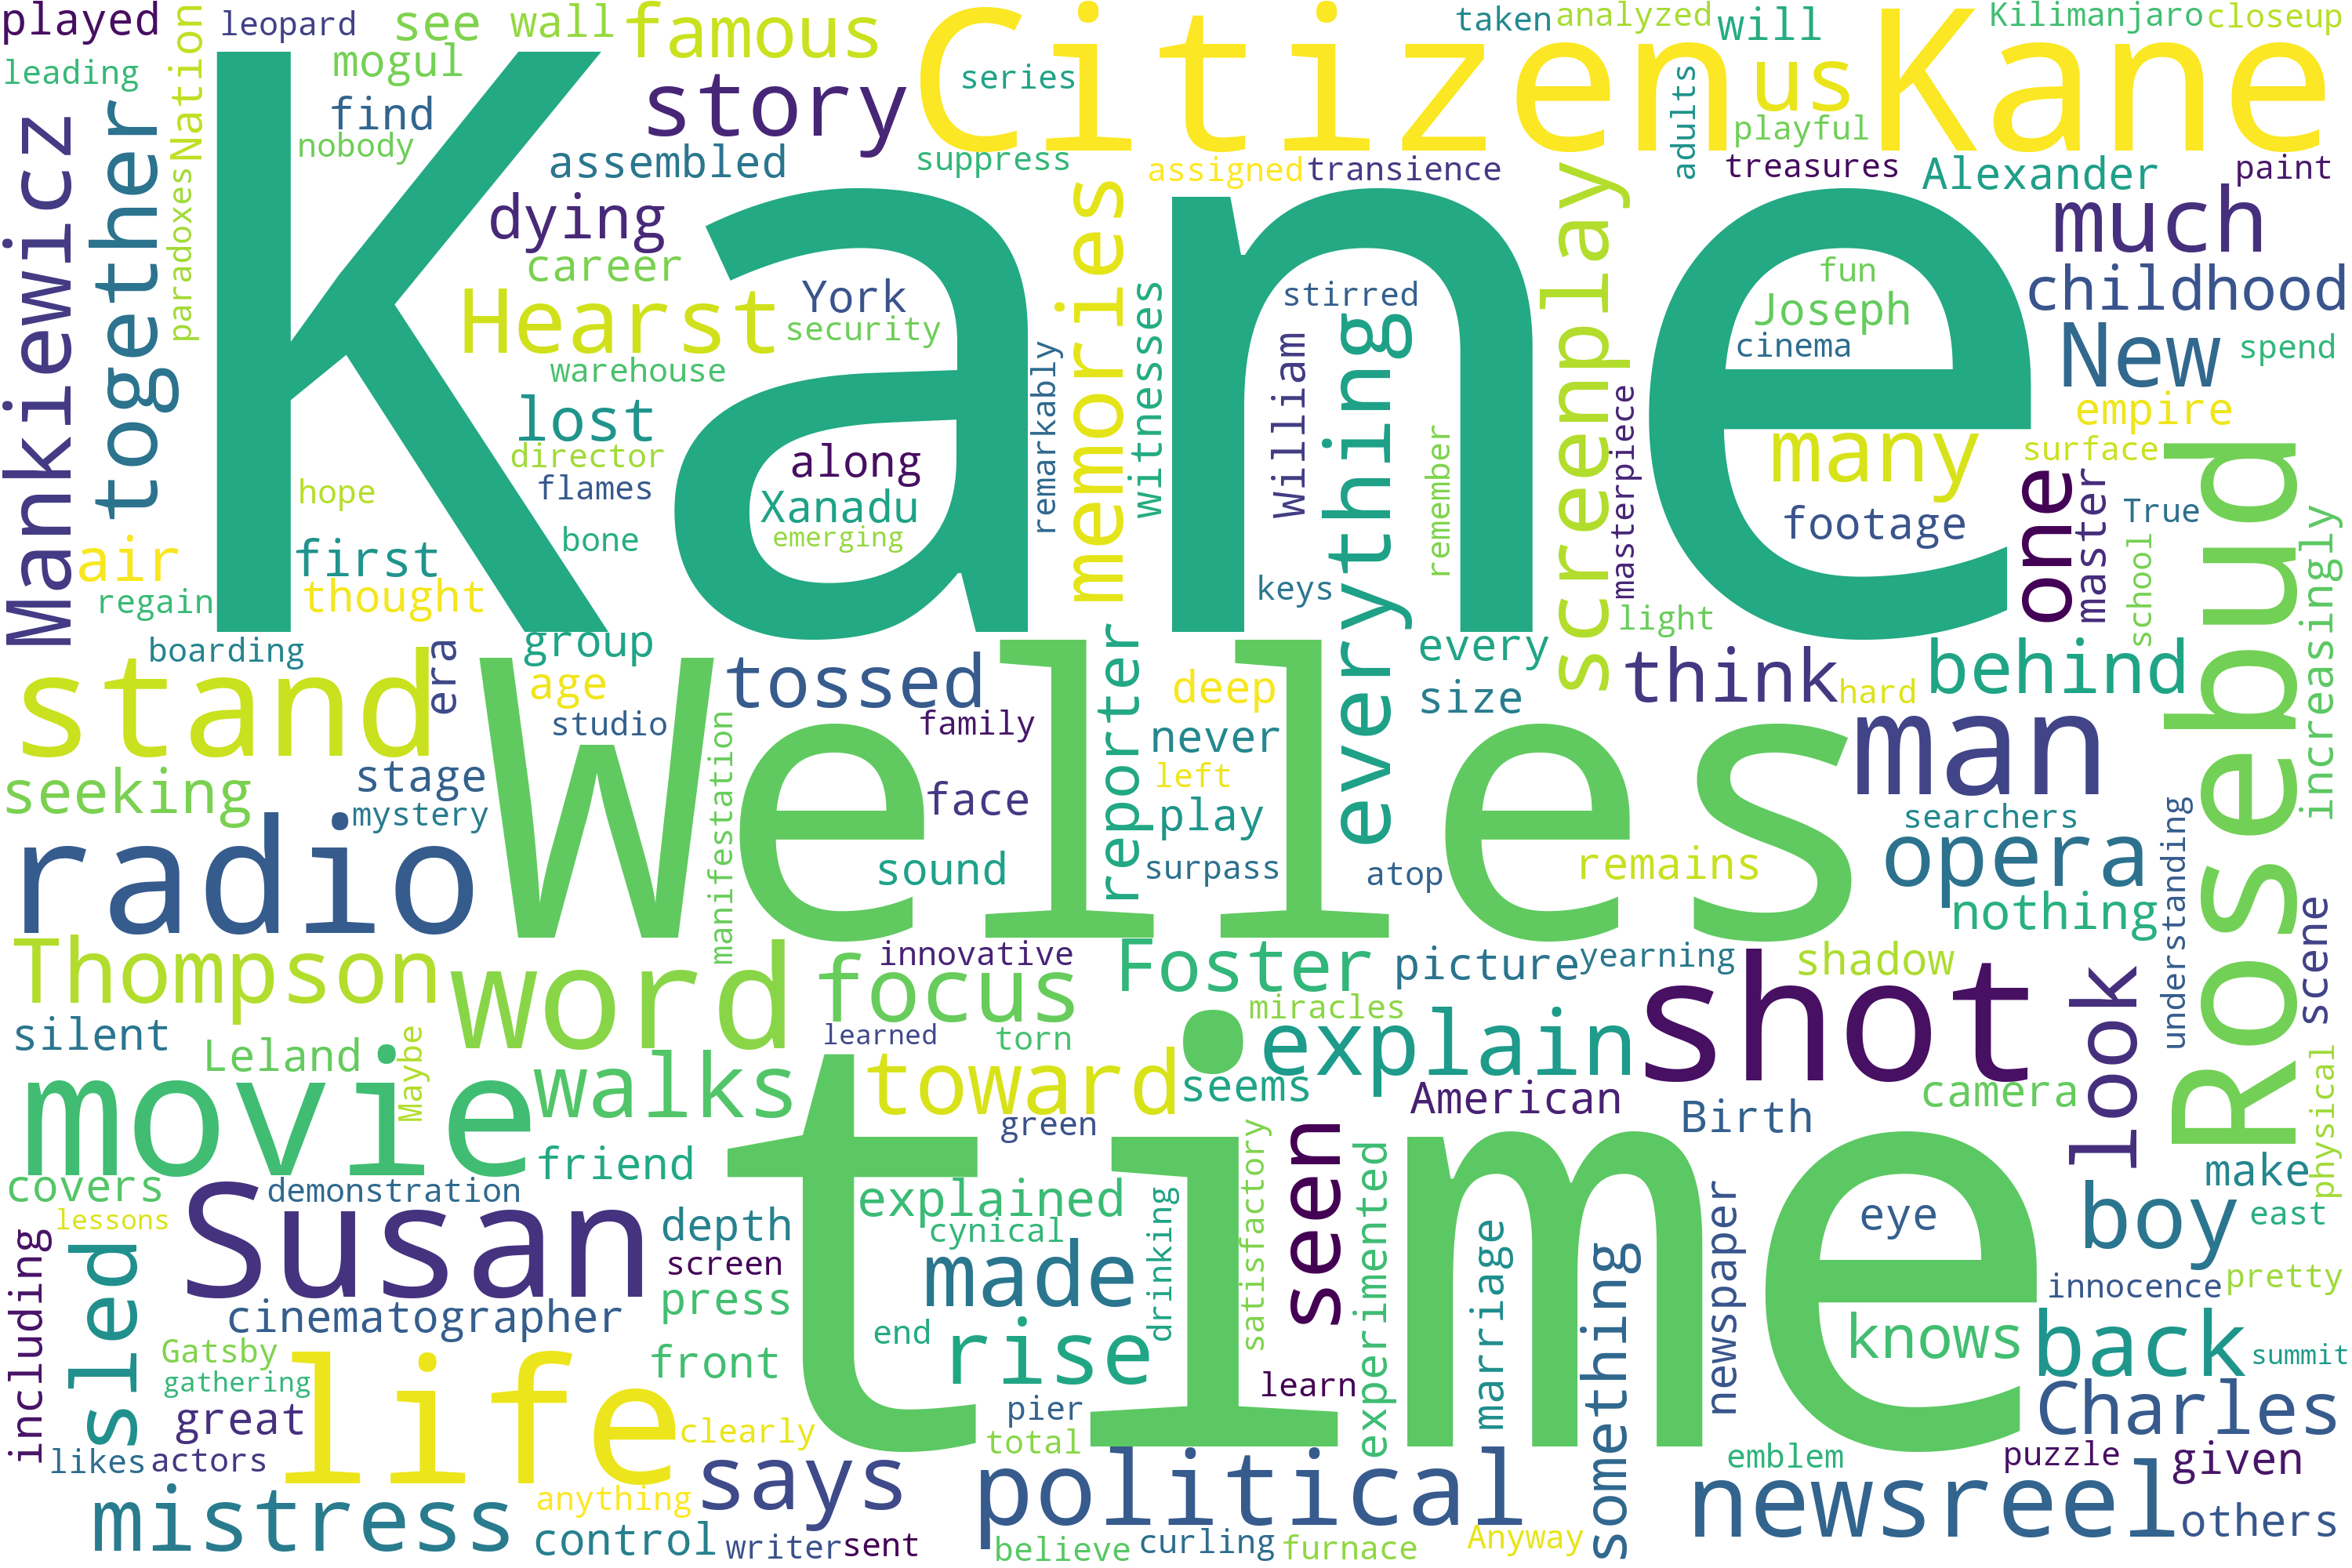 played
leopard
see
wall
famous
Citizen Kane
taken
analyzed
will
Kilimanjaro
closeup
leading
mogul
Nation
story
series
us
find
nobody
assembled
suppress
assigned
transience
adults
playful
treasures
Alexander
paint
Mankiewicz
together
paradoxes
Kane
dying
career
Hearst
York
security
warehouse
memories
witnesses
stirred
everything
William
screenplay
fun
Joseph
cinema
much
childhood
New
spend
empire
lost
director
flames
along
Xanadu
emerging
remarkably
remember
masterpiece
many
footage
one
surface
master
True
Rosebud
hope
air
first
thought
bone
regain
keys
light
school
increasingly
boarding
era
group
age
studio
tossed
family
reporter
deep
every
size
think
hard
behind
stand
Welles
never
left
man
seeking
stage
mystery
manifestation
face
play
searchers
radio
sound
surpass
atop
remains
opera
nothing
understanding
Thompson
word
innovative
focus
Foster
picture
yearning
shadow
scene
shot
look
silent
Leland
Maybe
learned
torn
miracles
explain
movie
walks
toward
seems
American
Birth
camera
physical
time
green
friend
covers
demonstration
lessons
Susan
explained
cynical
depth
screen
press
made
drinking
satisfactory
seen
experimented
marriage
something
newspaper
eye
boy
make
east
innocence
pretty
including
sled
cinematographer
Gatsby
gathering
front
end
rise
learn
knows
back
summit
great
life
clearly
pier
total
Charles
likes
actors
says
political
emblem
puzzle
given
mistress
anything
control
writer
sent
believe
curling
furnace
Anyway
newsreel
others